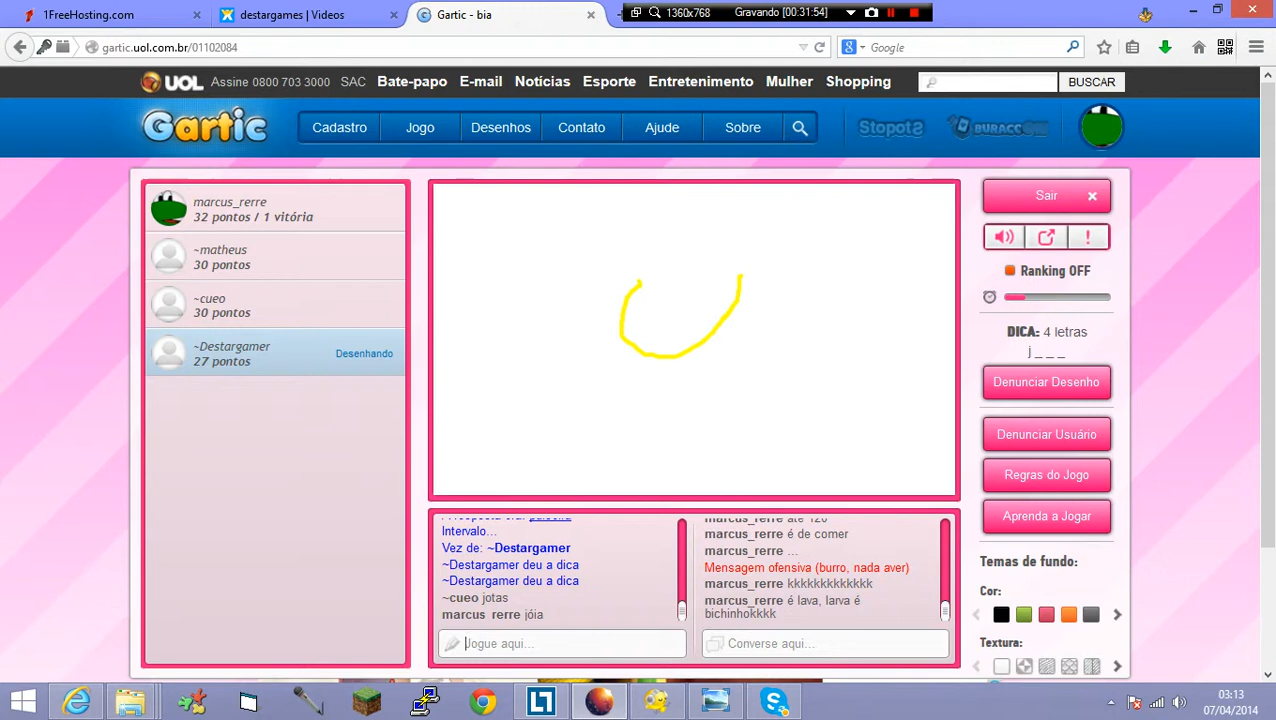 1FreeHosting.com
destargames | Videos
Gartic - bia
1360x768
Gravando [00:31:54]
gartic.uol.com.br/01102084
Google
UOL
Assine 0800 703 3000
SAC
Bate-papo
E-mail
Notícias
Esporte
Entretenimento
Mulher
Shopping
BUSCAR
Gartic
Cadastro
Jogo
Desenhos
Contato
Ajude
Sobre
StopotS
marcus_rerre
32 pontos / 1 vitória
~matheus
30 pontos
~cueo
30 pontos
~Destargamer
27 pontos
Desenhando
Sair
Ranking OFF
DICA: 4 letras
j _ _ _
Denunciar Desenho
Denunciar Usuário
Regras do Jogo
Aprenda a Jogar
Temas de fundo:
Cor:
Textura:
Intervalo...
Vez de: ~Destargamer
~Destargamer deu a dica
~Destargamer deu a dica
~cueo jotas
marcus_rerre jóia
Jogue aqui...
marcus_rerre até 120
marcus_rerre é de comer
marcus_rerre ...
Mensagem ofensiva (burro, nada aver)
marcus_rerre kkkkkkkkkkkkk
marcus_rerre é lava, larva é
bichinhokkkk
Converse aqui...
03:13
07/04/2014